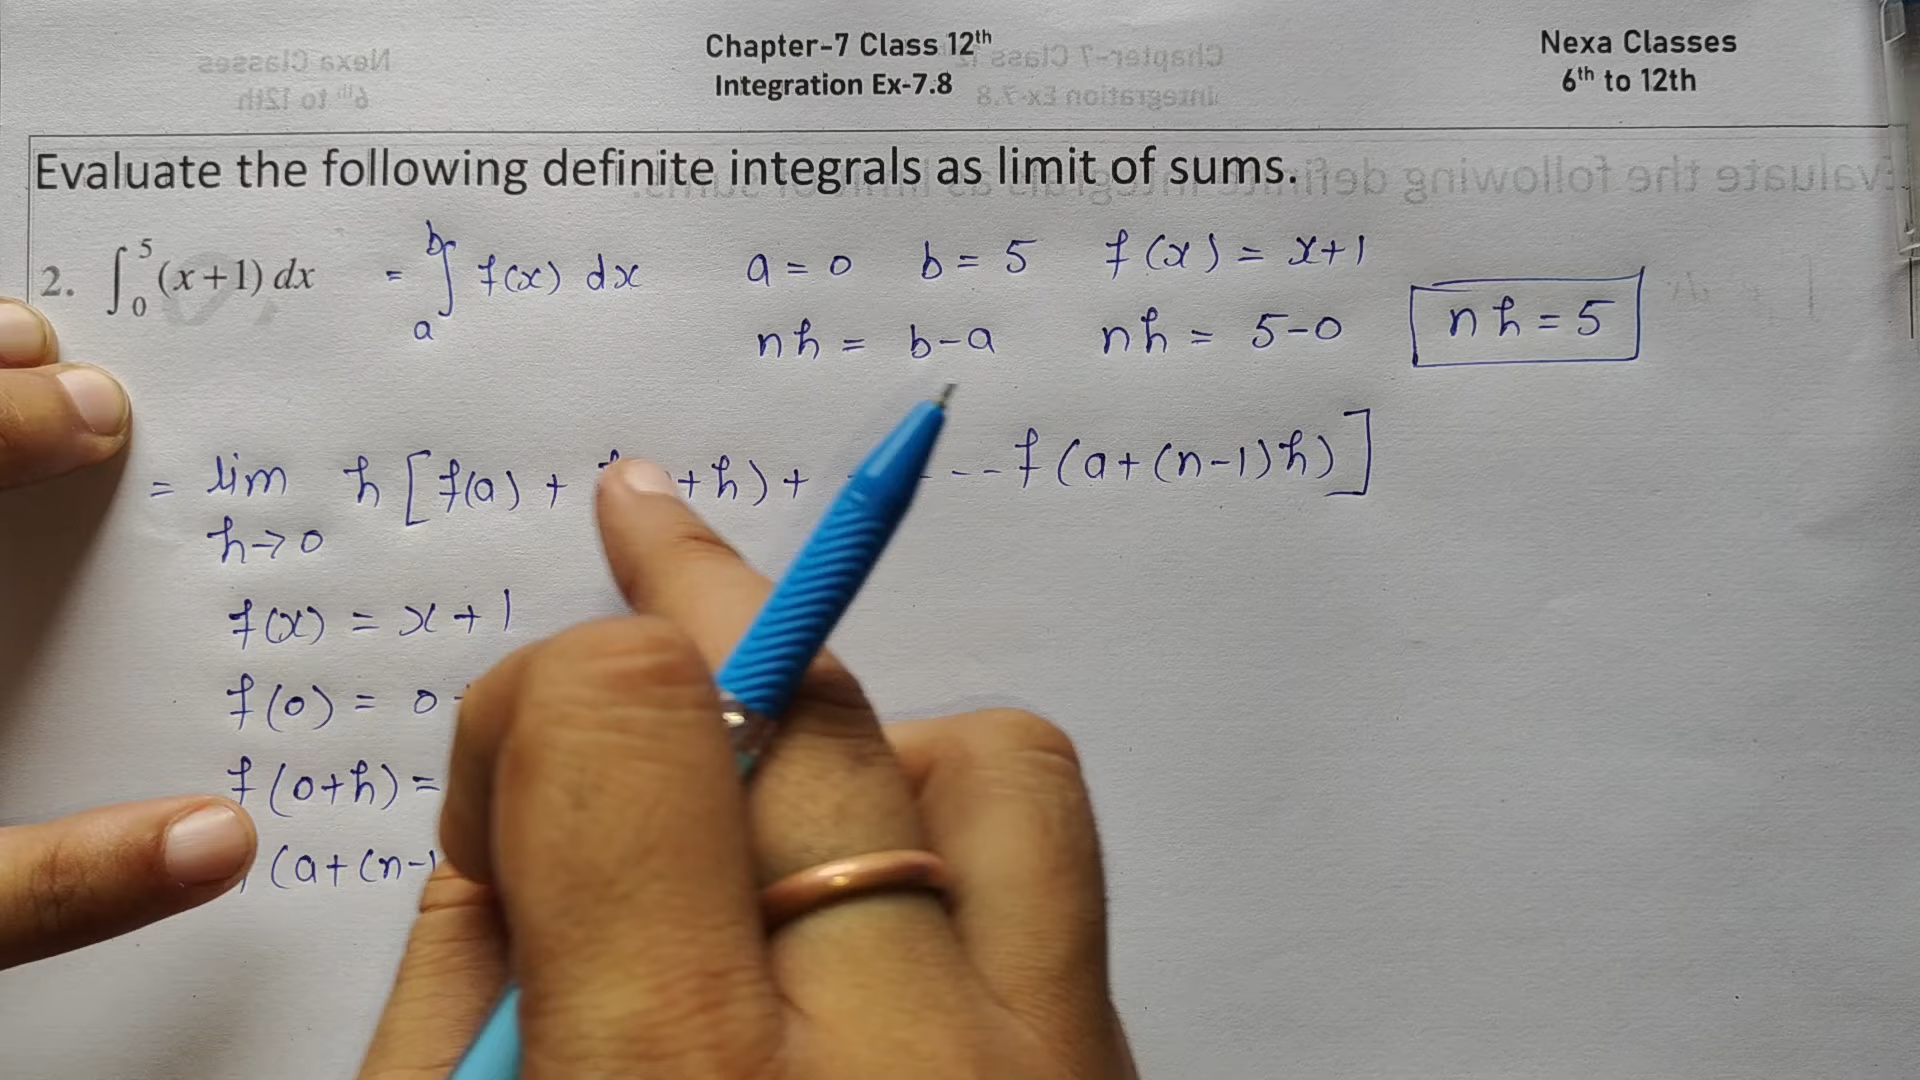 Chapter-7 Class 12th
Integration Ex-7.8
Nexa Classes
6th to 12th
Evaluate the following definite integrals as limit of sums.
2. ∫₀⁵ (x+1) dx = ∫ₐᵇ f(x) dx a = 0 b = 5 f(x) = x+1
nh = b-a nh = 5-0 nh = 5
= lim h [f(a) + +h) + ---- f(a+(n-1)h)]
h→0
f(x) = x+1
f(0) = 0
f(0+h) =
(a+(n-1